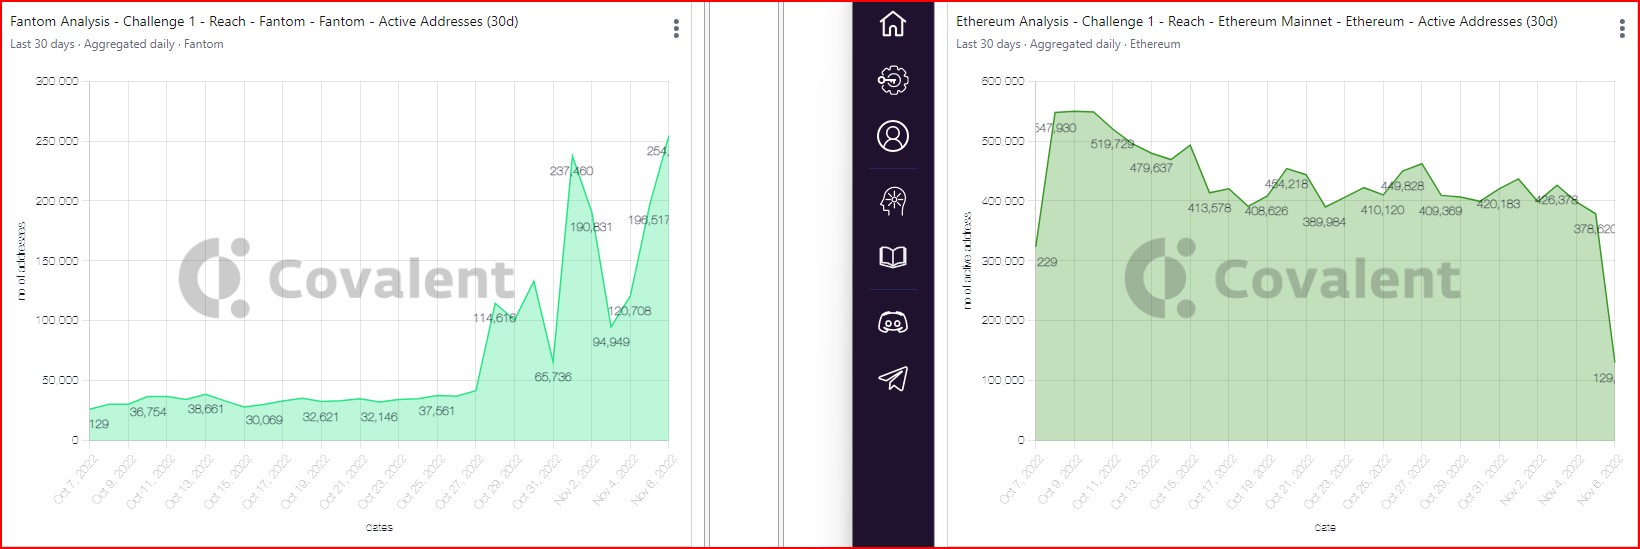 Fantom Analysis - Challenge 1 - Reach - Fantom - Fantom - Active Addresses (30d)
Last 30 days · Aggregated daily · Fantom
300 000
250 000
200 000
150 000
100 000
50 000
0
no of addresses
129
36,754
38,661
30,069
32,621
32,146
37,561
114,616
65,736
237,460
190,831
94,949
120,708
196,517
254,
Covalent
Oct 7, 2022
Oct 9, 2022
Oct 11, 2022
Oct 13, 2022
Oct 15, 2022
Oct 17, 2022
Oct 19, 2022
Oct 21, 2022
Oct 23, 2022
Oct 25, 2022
Oct 27, 2022
Oct 29, 2022
Oct 31, 2022
Nov 2, 2022
Nov 4, 2022
Nov 6, 2022
dates
Ethereum Analysis - Challenge 1 - Reach - Ethereum Mainnet - Ethereum - Active Addresses (30d)
Last 30 days · Aggregated daily · Ethereum
600 000
500 000
400 000
300 000
200 000
100 000
0
no of active address
229
547,930
519,729
479,637
413,578
408,626
454,218
389,984
410,120
449,828
409,369
420,183
426,378
378,620
129,
Covalent
Oct 7, 2022
Oct 9, 2022
Oct 11, 2022
Oct 13, 2022
Oct 15, 2022
Oct 17, 2022
Oct 19, 2022
Oct 21, 2022
Oct 23, 2022
Oct 25, 2022
Oct 27, 2022
Oct 29, 2022
Oct 31, 2022
Nov 2, 2022
Nov 4, 2022
Nov 6, 2022
date